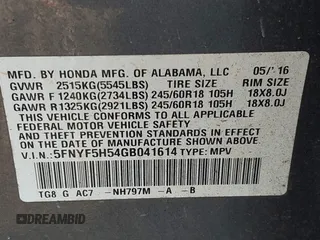 MFD. BY HONDA MFG. OF ALABAMA, LLC 05/ 16
GVWR 2515KG(5545LBS) TIRE SIZE RIM SIZE
GAWR F 1240KG(2734LBS) 245/60R18 105H 18X8.0J
GAWR R1325KG(2921LBS) 245/60R18 105H 18X8.0J
THIS VEHICLE CONFORMS TO ALL APPLICABLE
FEDERAL MOTOR VEHICLE SAFETY AND THEFT
PREVENTION STANDARDS IN EFFECT ON THE DATE
OF MANUFACTURE SHOWN ABOVE.
V.I.N.: 5FNYF5H54GB041614 TYPE: MPV
TG8 G AC7 -NH797M -A -B
DREAMBID